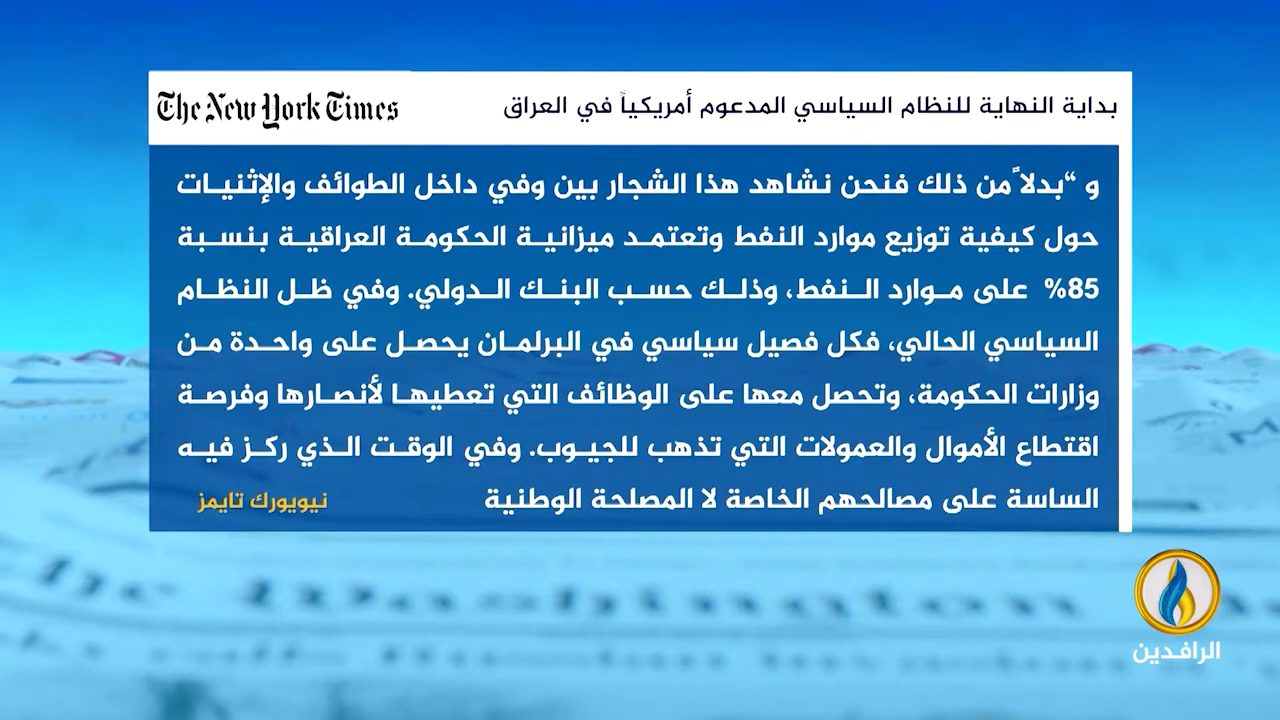 The New York Times
بداية النهاية للنظام السياسي المدعوم أمريكياً في العراق
و “بدلاً من ذلك فنحن نشاهد هذا الشجار بين وفي داخل الطوائف والإثنيات
حول كيفية توزيع موارد النفط وتعتمد ميزانية الحكومة العراقية بنسبة
85% على موارد النفط، وذلك حسب البنك الدولي. وفي ظل النظام
السياسي الحالي، فكل فصيل سياسي في البرلمان يحصل على واحدة من
وزارات الحكومة، وتحصل معها على الوظائف التي تعطيها لأنصارها وفرصة
اقتطاع الأموال والعمولات التي تذهب للجيوب. وفي الوقت الذي ركز فيه
الساسة على مصالحهم الخاصة لا المصلحة الوطنية
نيويورك تايمز
الرافدين